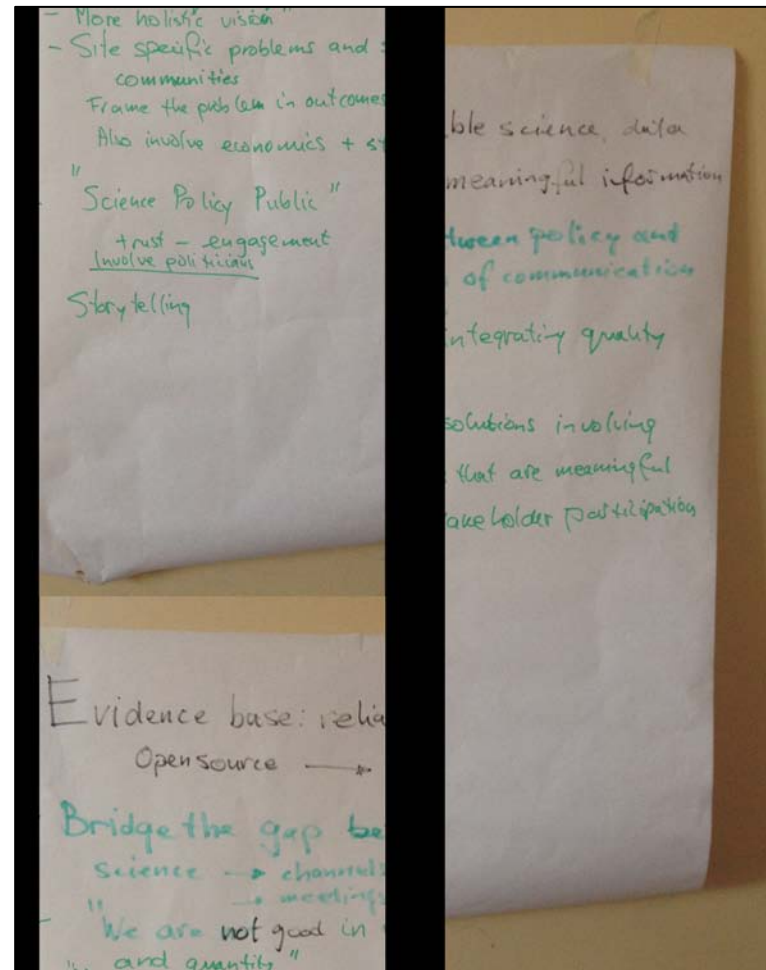 - More holistic vision"
- Site specific problems and
communities
Frame the problem in outcomes
Also involve economics + st
"Science Policy Public"
trust - engagement
Involve politicians
Storytelling
Evidence base: relia
Opensource →
Bridge the gap be
science → channels
→ meetings
"We are not good in
and quantity"
ble science, data
meaningful information
tween policy and
of communication
integrating quality
solutions involving
that are meaningful
akeholder participation